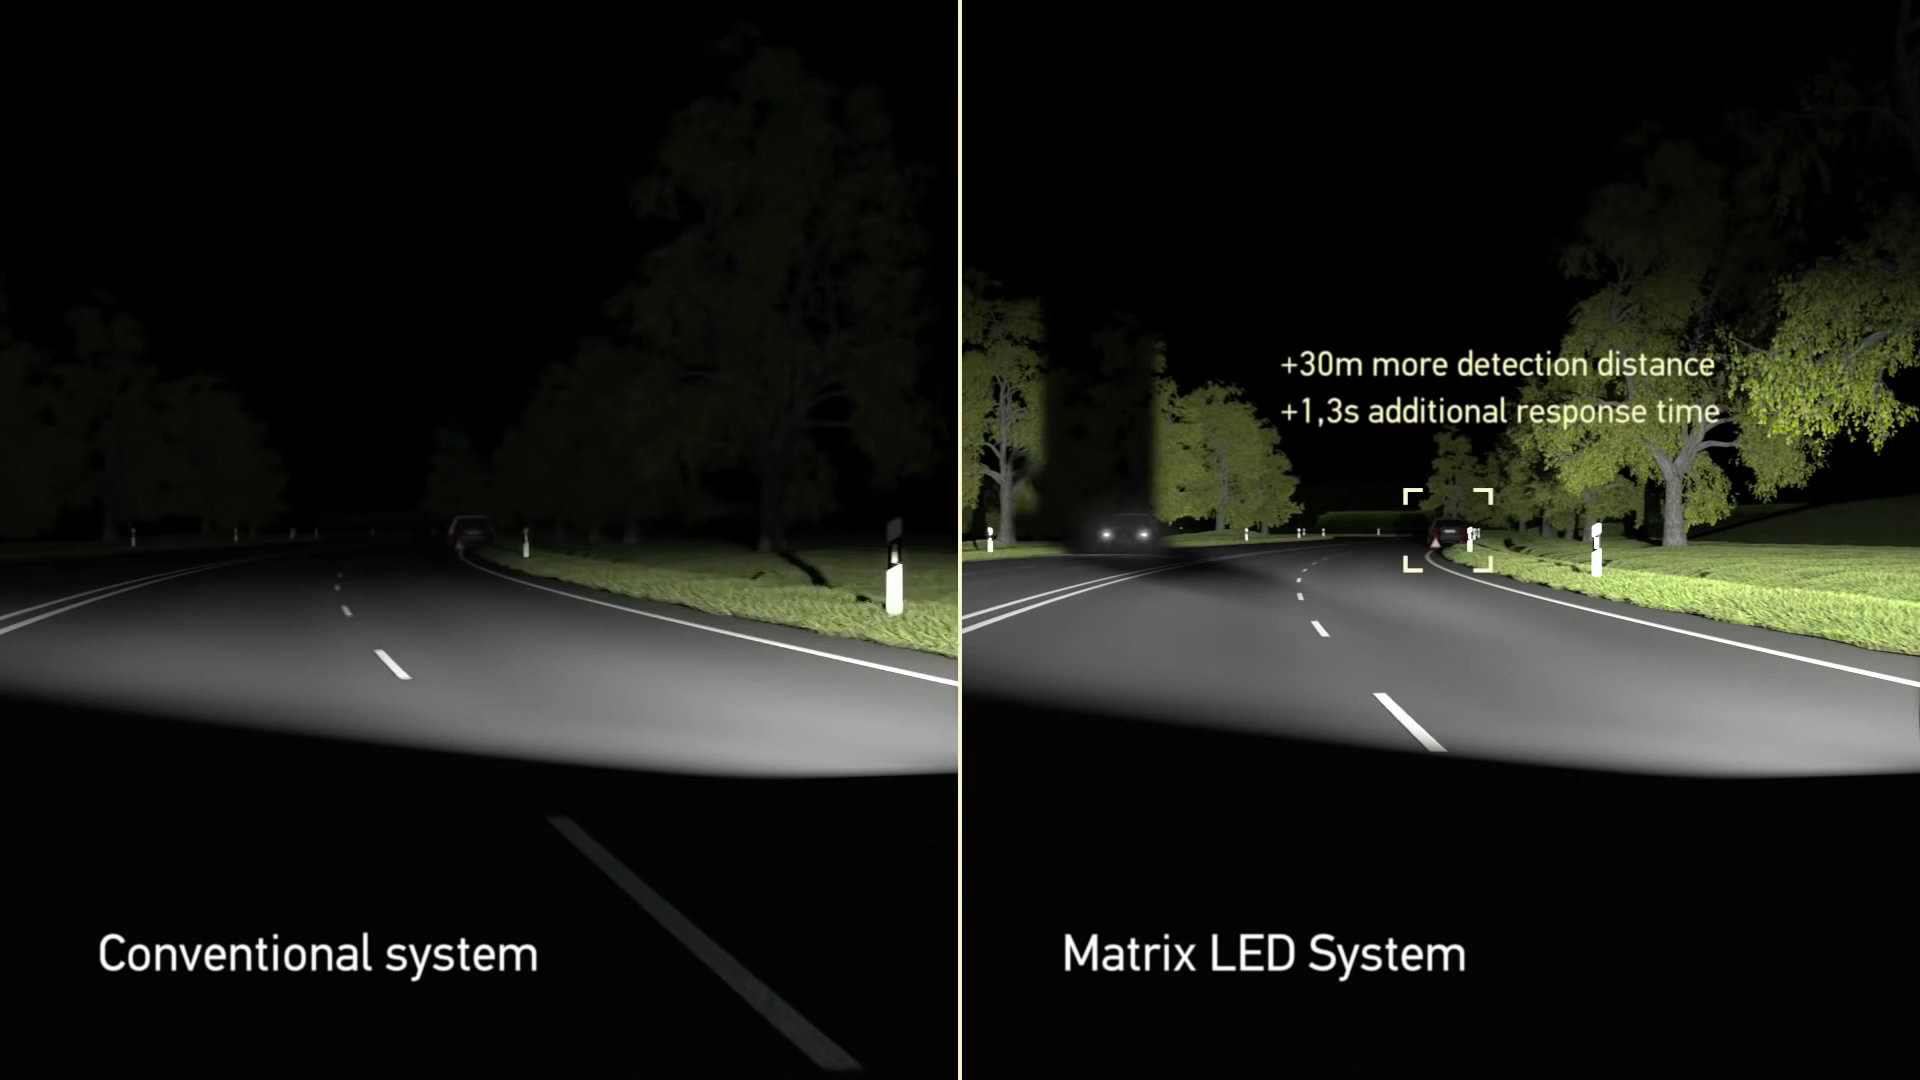 +30m more detection distance
+1,3s additional response time
Conventional system
Matrix LED System